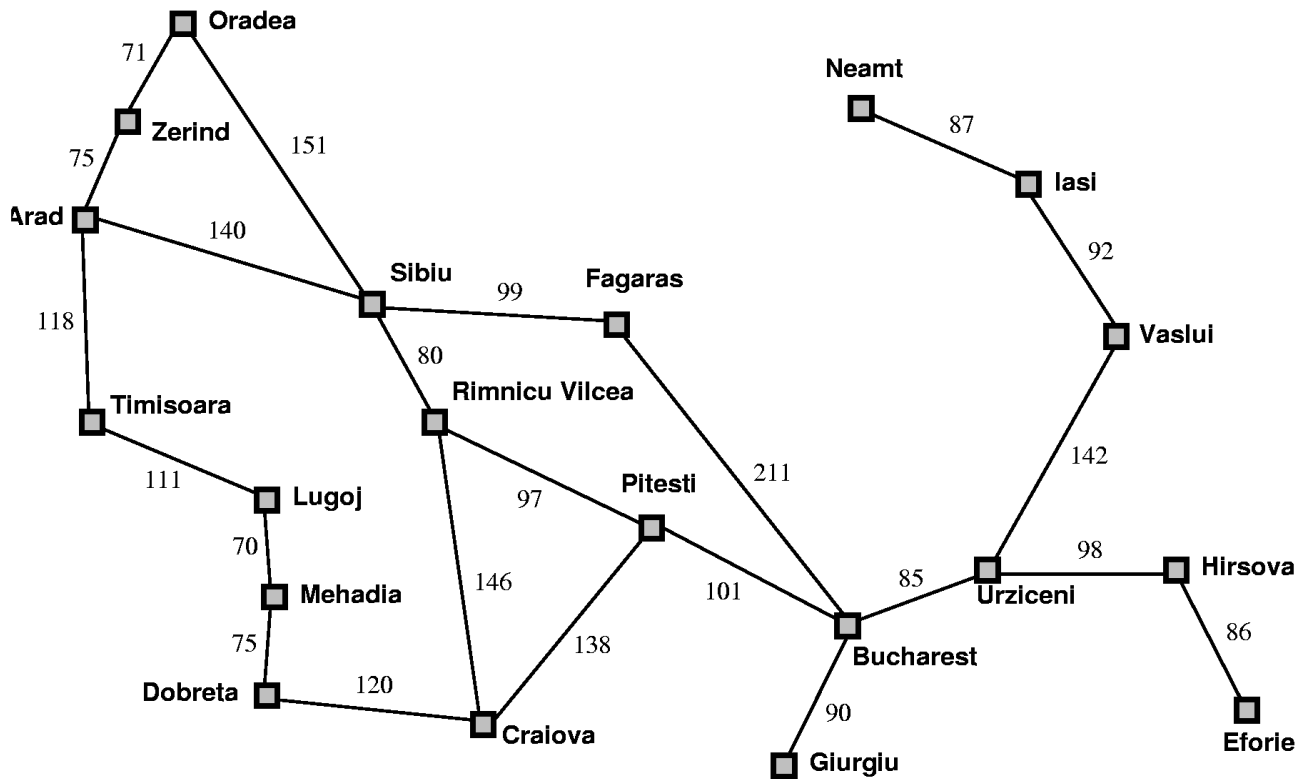 Oradea
71
Neamt
87
Zerind
151
75
Iasi
Arad
140
92
Sibiu
Fagaras
99
118
Vaslui
80
Rimnicu Vilcea
Timisoara
142
111
211
Pitesti
Lugoj
97
70
98
Hirsova
146
85
Mehadia
101
Urziceni
86
75
138
Bucharest
Dobreta
120
90
Craiova
Eforie
Giurgiu